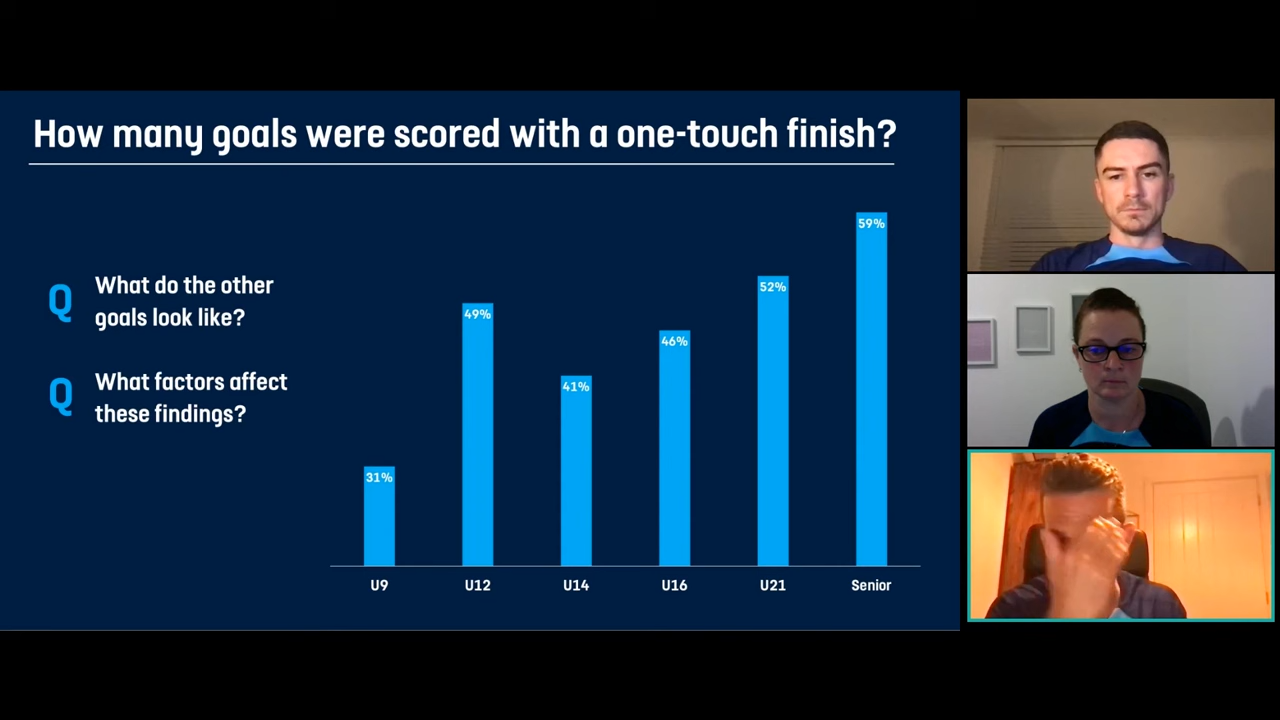 How many goals were scored with a one-touch finish?
Q What do the other
goals look like?
Q What factors affect
these findings?
31%
49%
41%
46%
52%
59%
U9
U12
U14
U16
U21
Senior